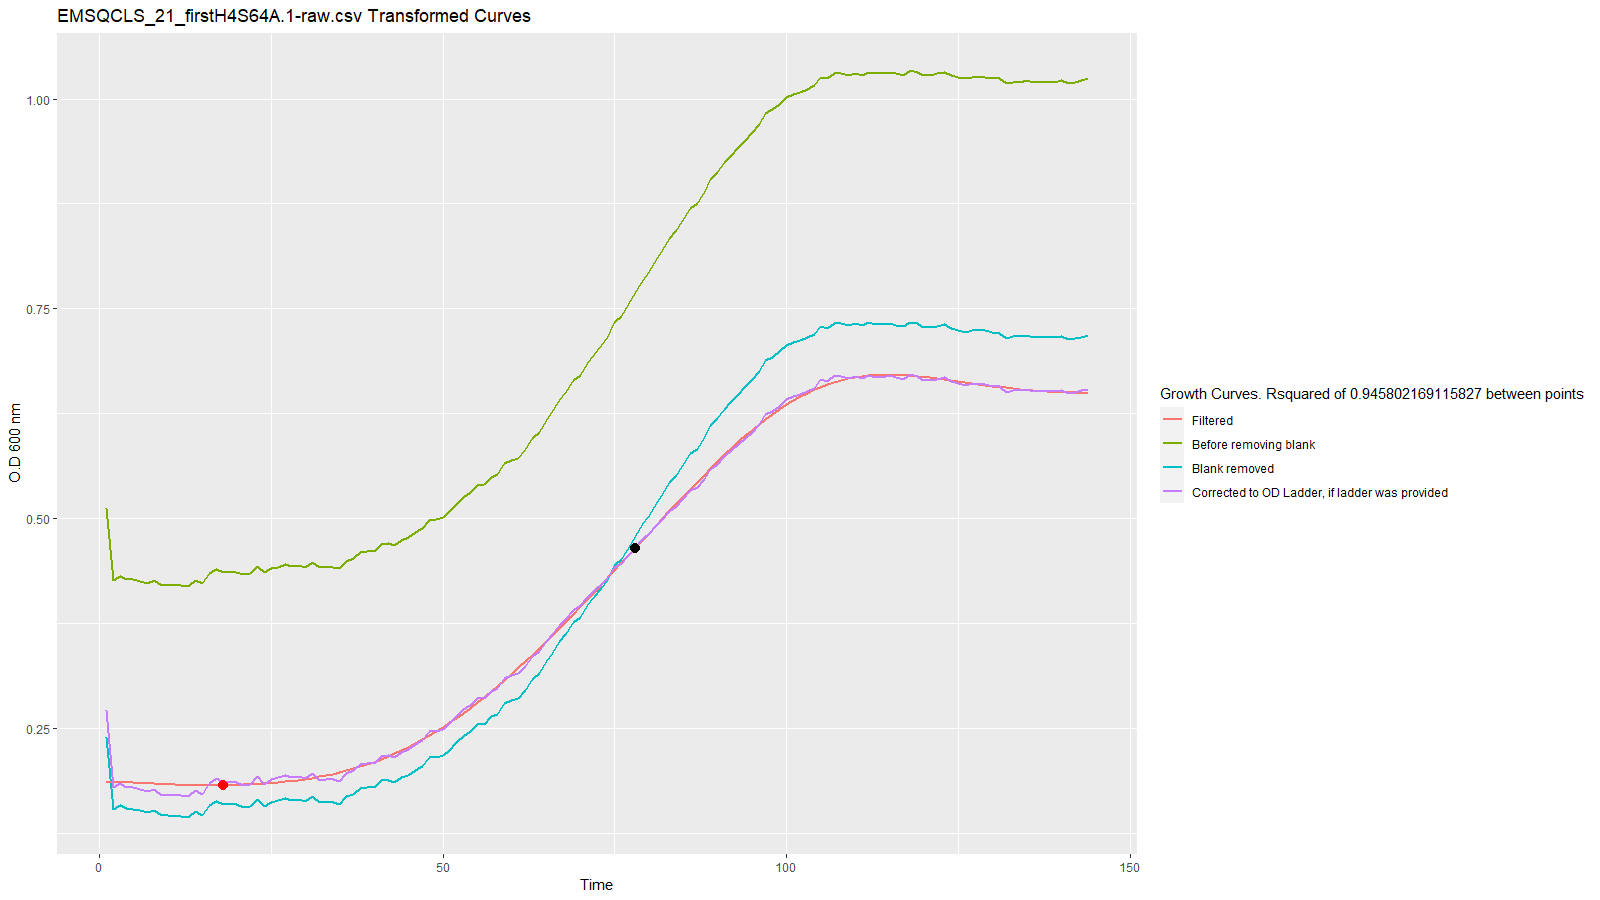 EMSQCLS_21_firstH4S64A.1-raw.csv Transformed Curves
O.D 600 nm
1.00
0.75
0.50
0.25
0
50
100
150
Time
Growth Curves. Rsquared of 0.945802169115827 between points
Filtered
Before removing blank
Blank removed
Corrected to OD Ladder, if ladder was provided